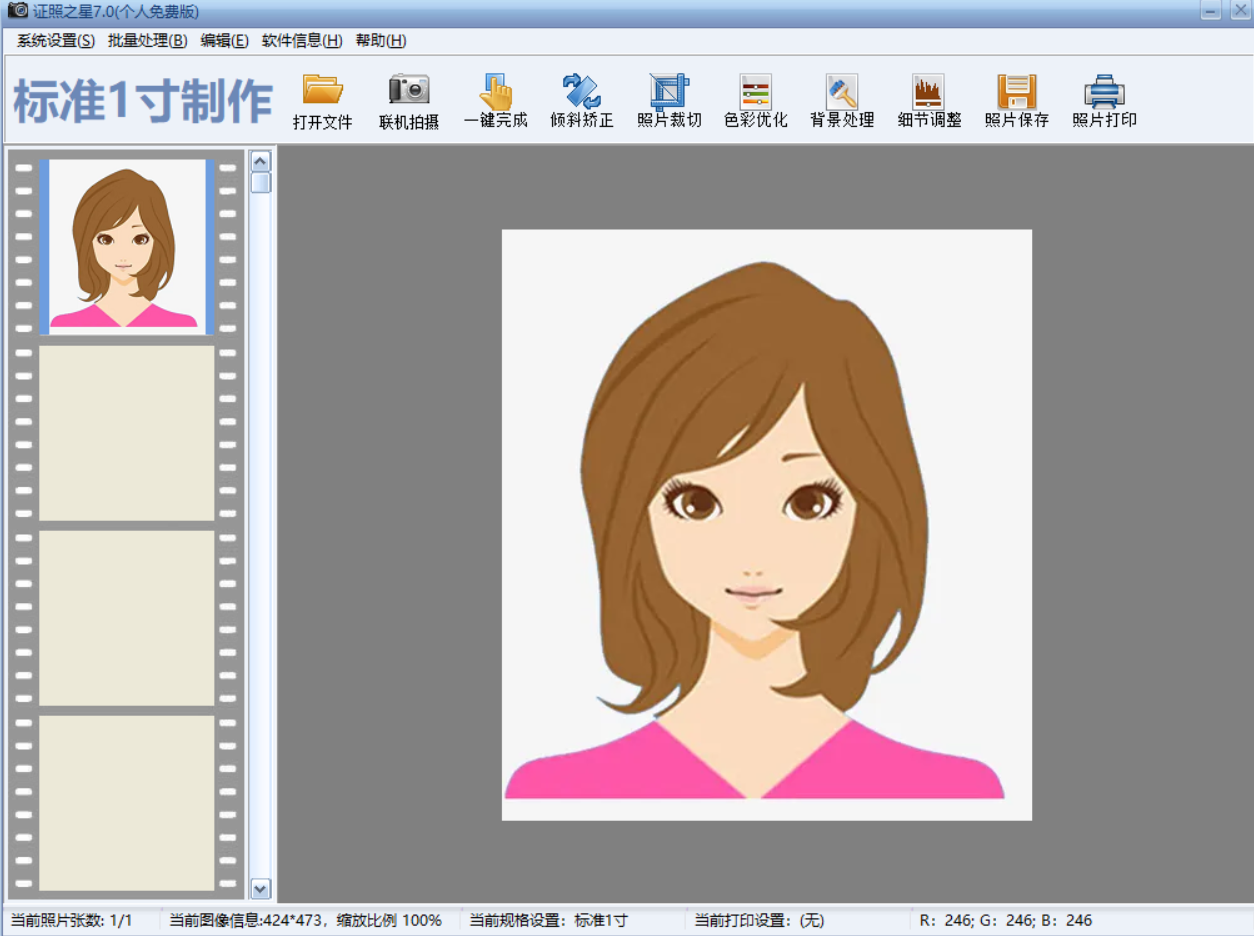 证照之星7.0(个人免费版)
系统设置(S) 批量处理(B) 编辑(E) 软件信息(H) 帮助(H)
标准1寸制作
打开文件 联机拍摄 一键完成 倾斜矫正 照片裁切 色彩优化 背景处理 细节调整 照片保存 照片打印
当前照片张数: 1/1 当前图像信息:424*473，缩放比例 100% 当前规格设置：标准1寸 当前打印设置：(无) R：246; G：246; B：246